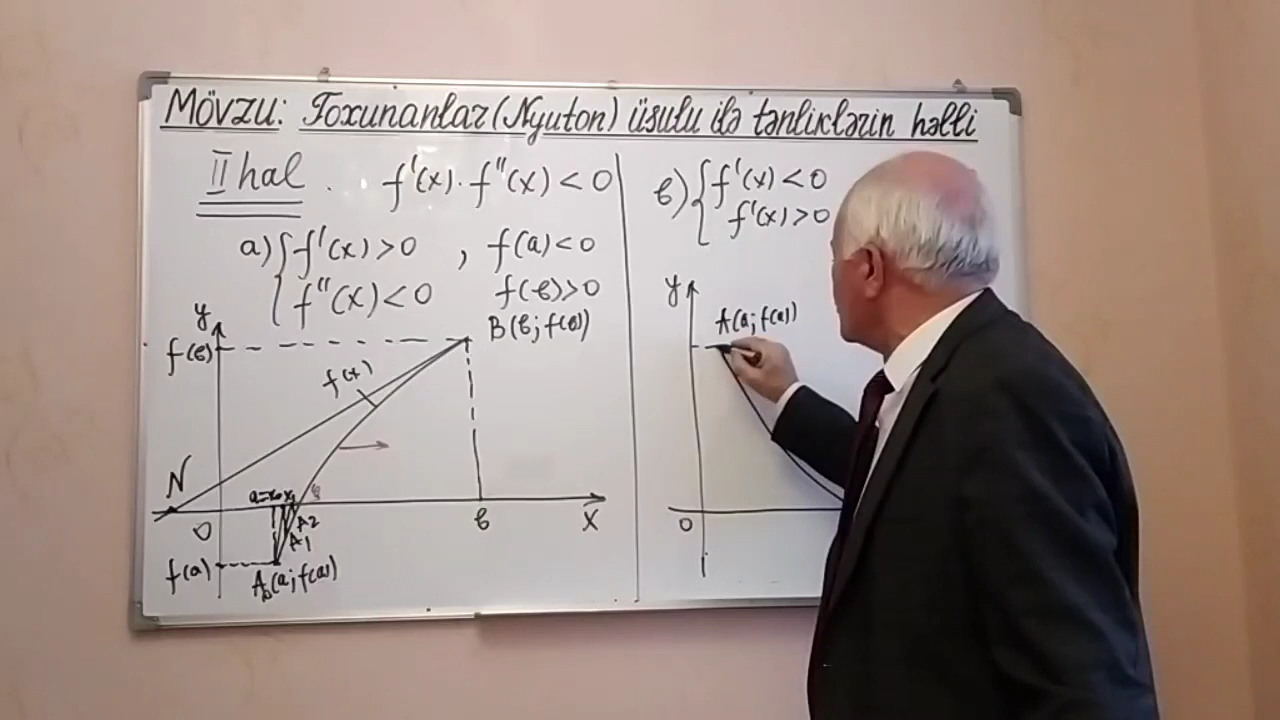 Mövzu: Toxunanlar (Nyuton) üsulu ilə tənliklərin həlli
II hal. f'(x)·f''(x)<0
a) { f'(x)>0 , f(a)<0
f''(x)<0 f(в)>0
y
f(в)
B(в; f(в))
f(x)
N
a=x₀ x₁ ξ
0
A₂
A₁
в
x
f(a)
A₀(a; f(a))
в) { f'(x)<0
f'(x)>0
y
A(a; f(a))
0